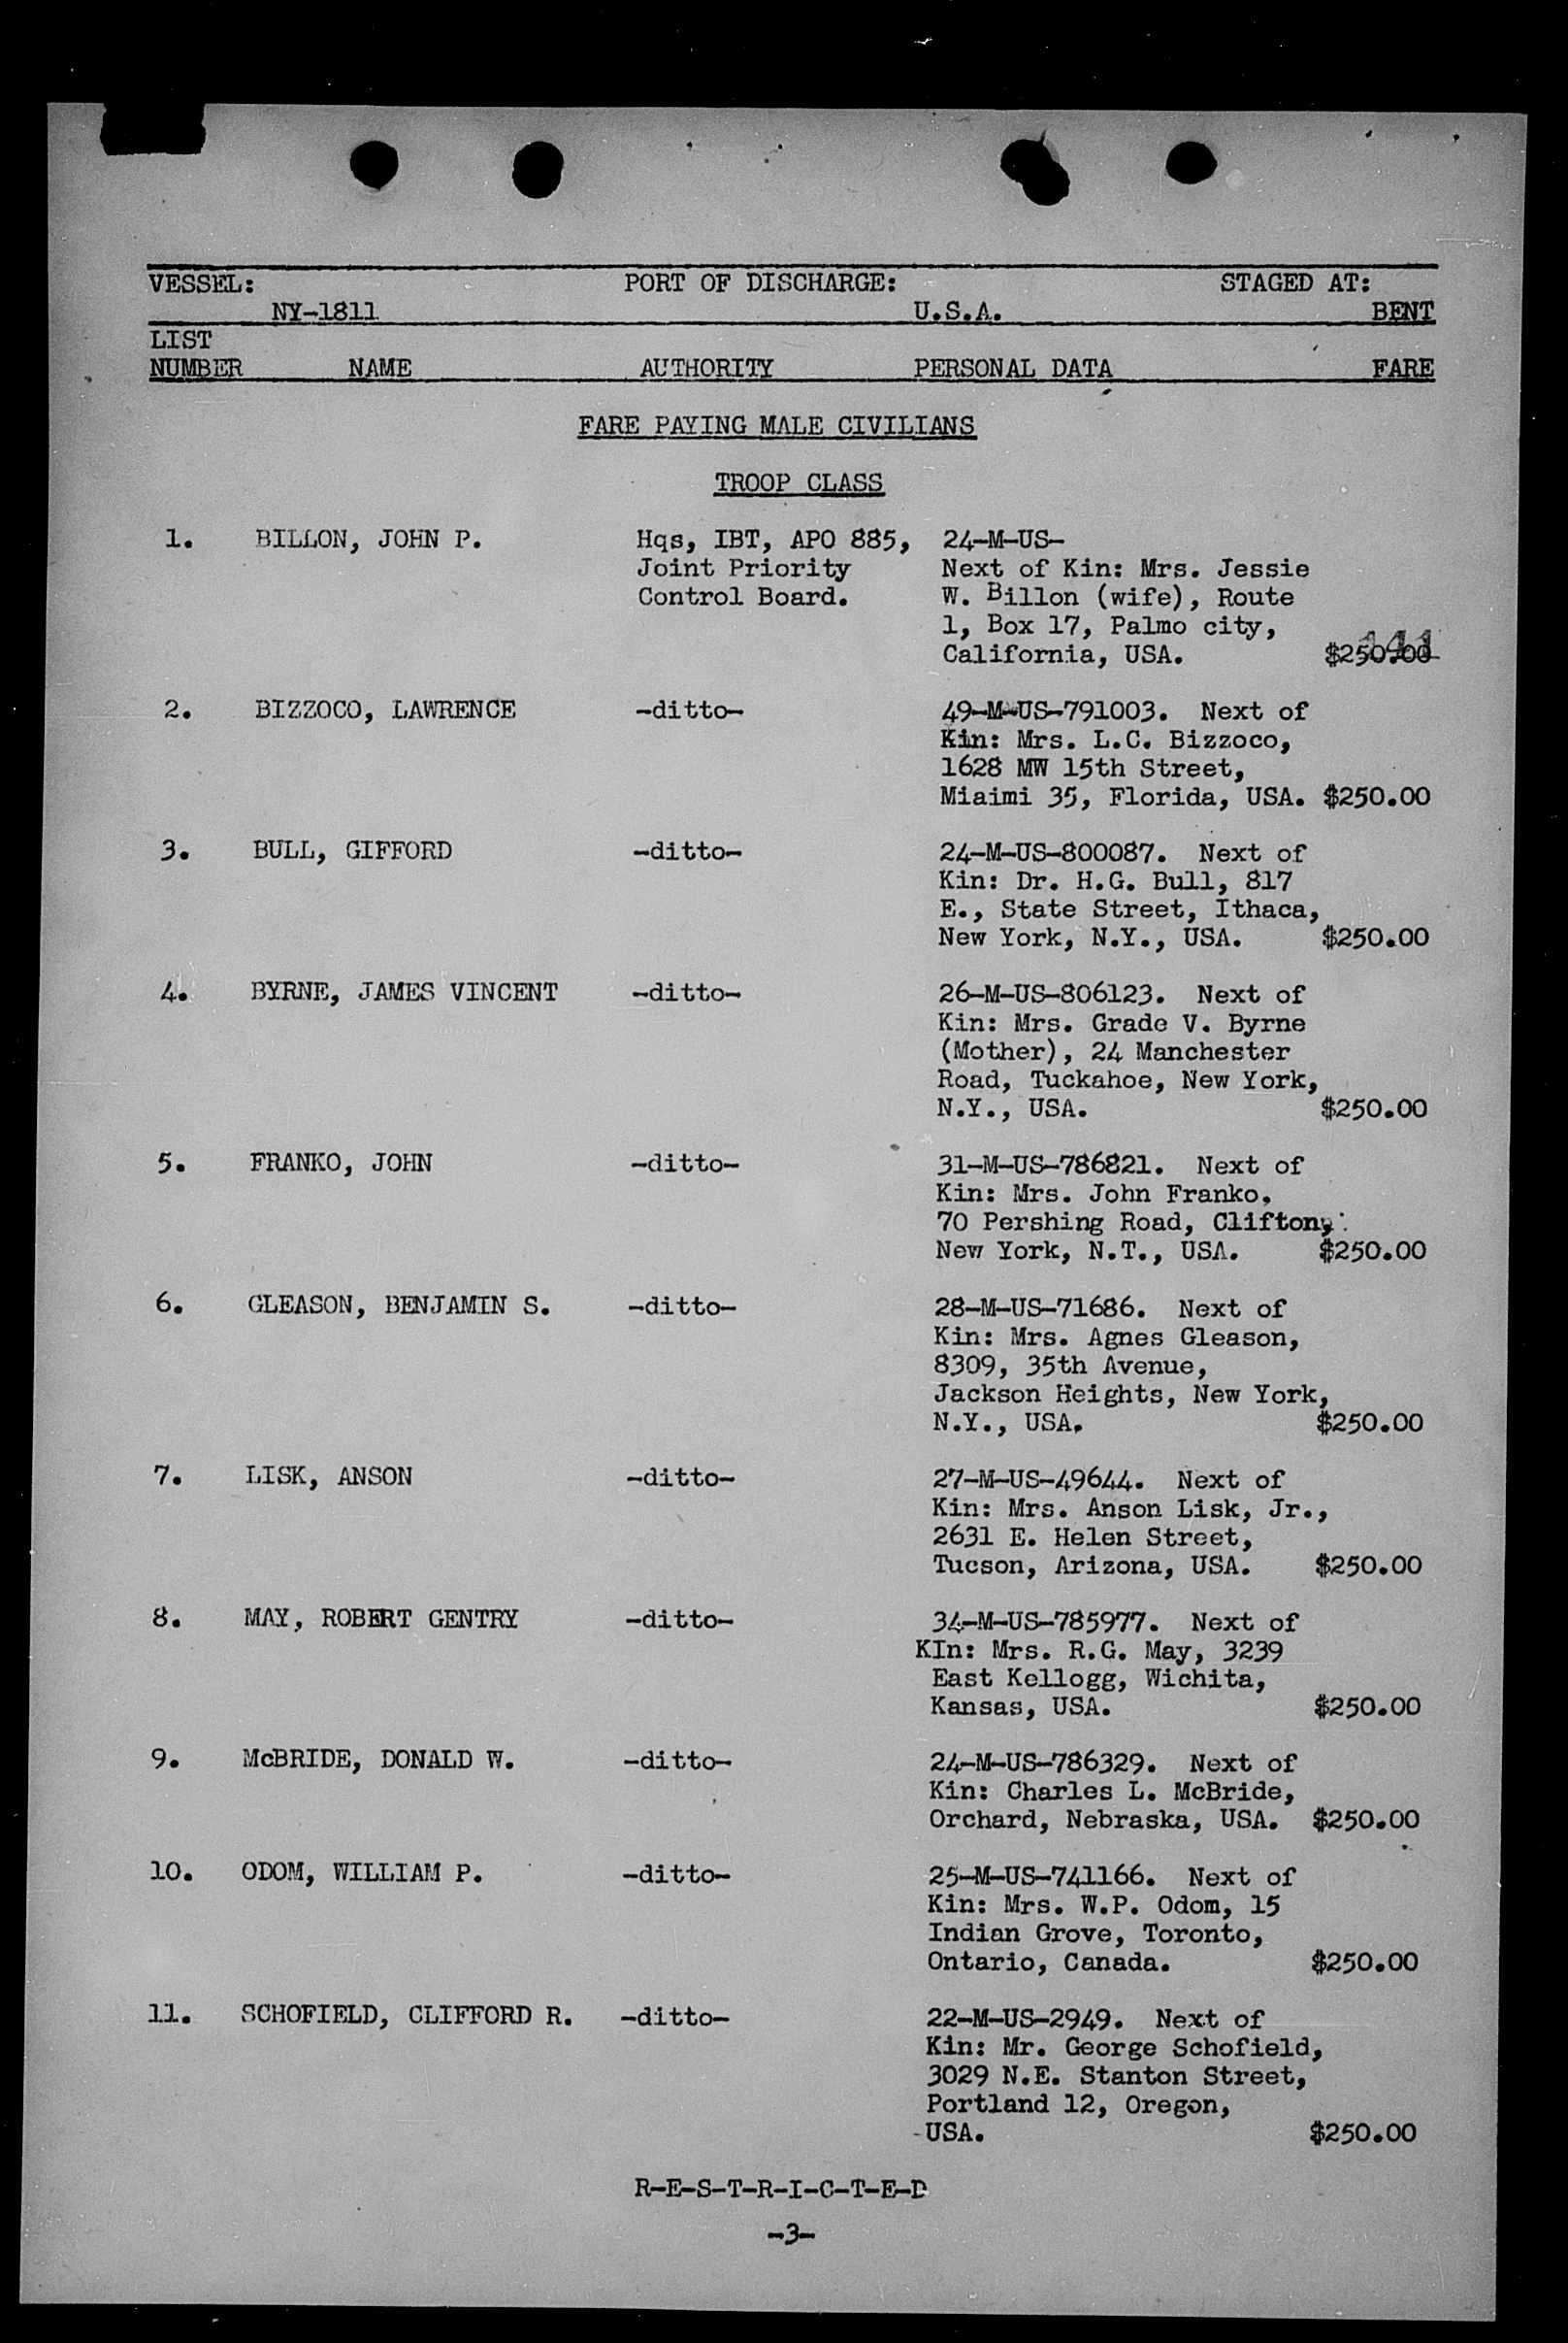 VESSEL: PORT OF DISCHARGE: STAGED AT:
NY-1811 U.S.A. BENT
LIST
NUMBER NAME AUTHORITY PERSONAL DATA FARE
FARE PAYING MALE CIVILIANS
TROOP CLASS
1. BILLON, JOHN P. Hqs, IBT, APO 885, 24-M-US-
Joint Priority Next of Kin: Mrs. Jessie
Control Board. W. Billon (wife), Route
1, Box 17, Palmo city,
141
California, USA. $250.00
2. BIZZOCO, LAWRENCE -ditto- 49-M-US-791003. Next of
Kin: Mrs. L.C. Bizzoco,
1628 MW 15th Street,
Miaimi 35, Florida, USA. $250.00
3. BULL, GIFFORD -ditto- 24-M-US-800087. Next of
Kin: Dr. H.G. Bull, 817
E., State Street, Ithaca,
New York, N.Y., USA. $250.00
4. BYRNE, JAMES VINCENT -ditto- 26-M-US-806123. Next of
Kin: Mrs. Grade V. Byrne
(Mother), 24 Manchester
Road, Tuckahoe, New York,
N.Y., USA. $250.00
5. FRANKO, JOHN -ditto- 31-M-US-786821. Next of
Kin: Mrs. John Franko.
70 Pershing Road, Clifton,
New York, N.T., USA. $250.00
6. GLEASON, BENJAMIN S. -ditto- 28-M-US-71686. Next of
Kin: Mrs. Agnes Gleason,
8309, 35th Avenue,
Jackson Heights, New York,
N.Y., USA. $250.00
7. LISK, ANSON -ditto- 27-M-US-49644. Next of
Kin: Mrs. Anson Lisk, Jr.,
2631 E. Helen Street,
Tucson, Arizona, USA. $250.00
8. MAY, ROBERT GENTRY -ditto- 34-M-US-785977. Next of
KIn: Mrs. R.G. May, 3239
East Kellogg, Wichita,
Kansas, USA. $250.00
9. McBRIDE, DONALD W. -ditto- 24-M-US-786329. Next of
Kin: Charles L. McBride,
Orchard, Nebraska, USA. $250.00
10. ODOM, WILLIAM P. -ditto- 25-M-US-741166. Next of
Kin: Mrs. W.P. Odom, 15
Indian Grove, Toronto,
Ontario, Canada. $250.00
11. SCHOFIELD, CLIFFORD R. -ditto- 22-M-US-2949. Next of
Kin: Mr. George Schofield,
3029 N.E. Stanton Street,
Portland 12, Oregon,
USA. $250.00
R-E-S-T-R-I-C-T-E-D
-3-